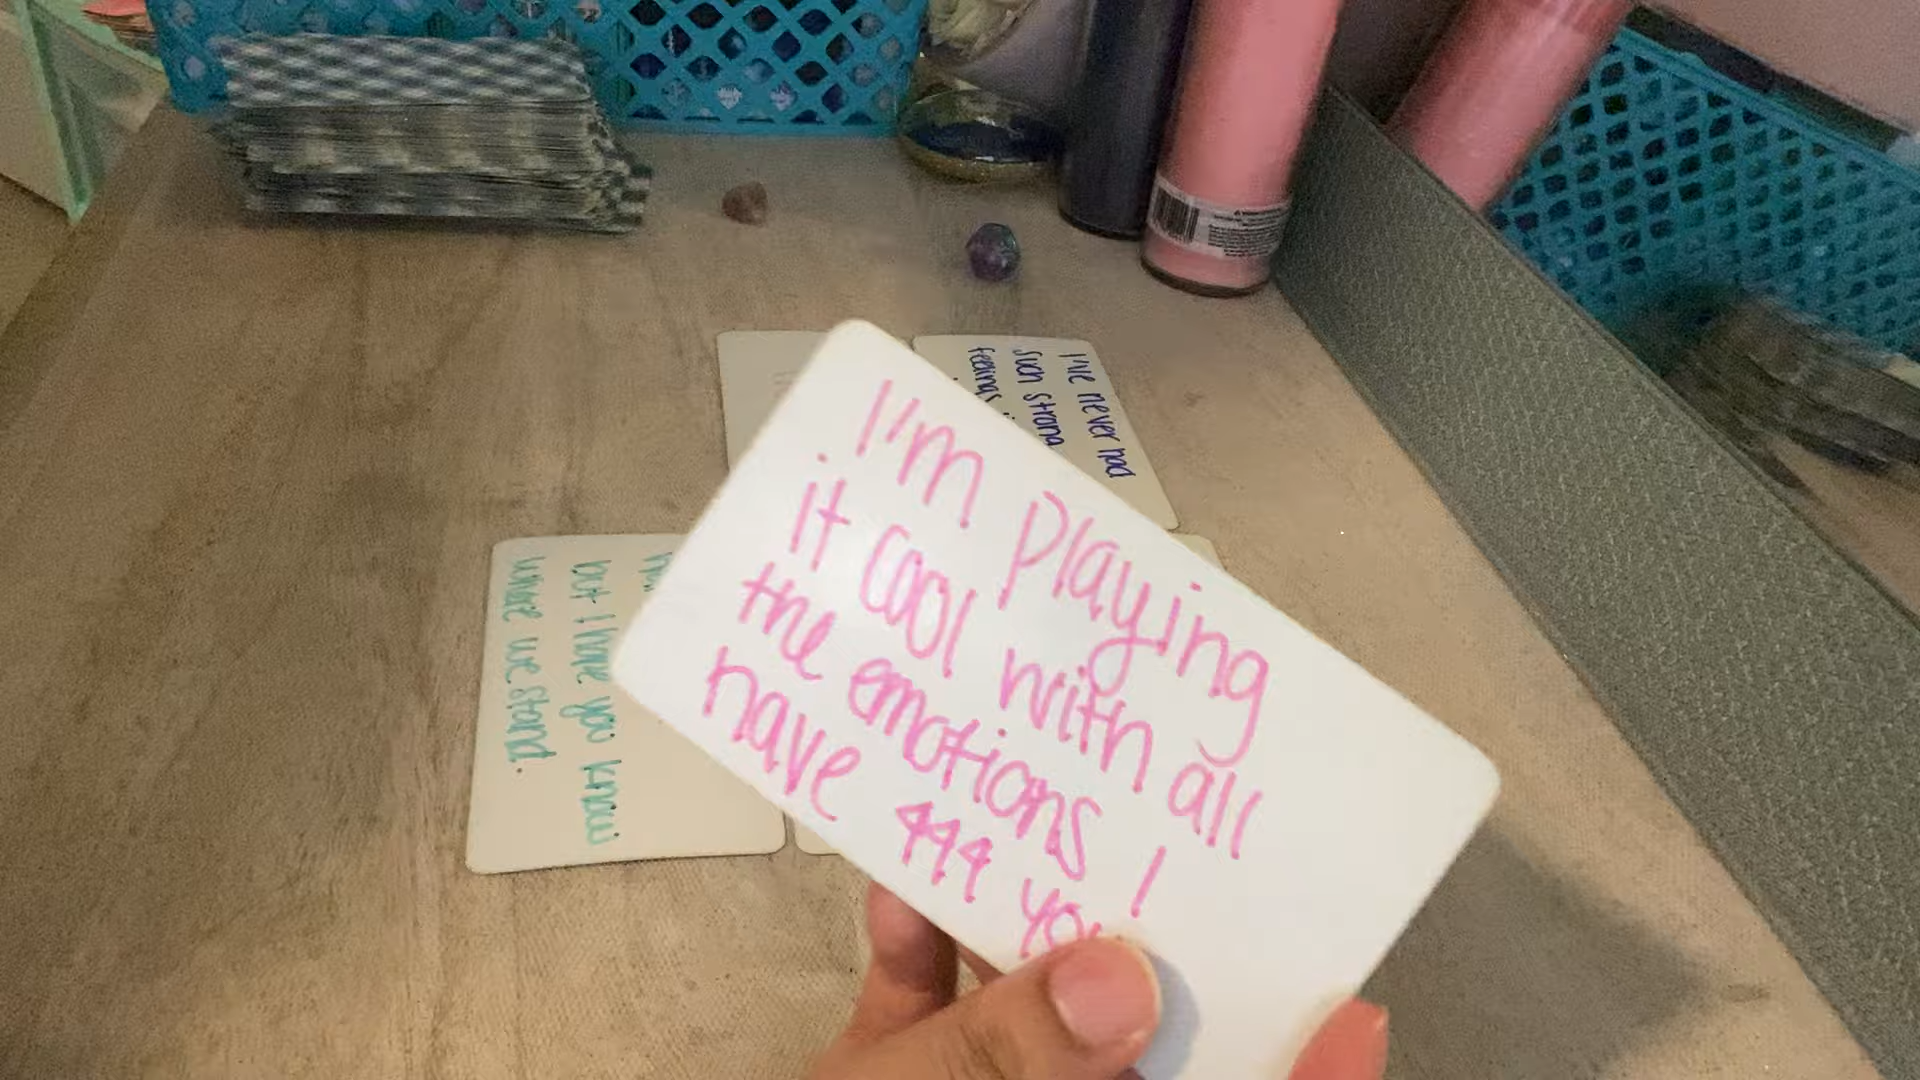 I'm playing
it cool with all
the emotions I
have 444 you
I've never had
such strong
feelings
but I hope you know
where we stand.